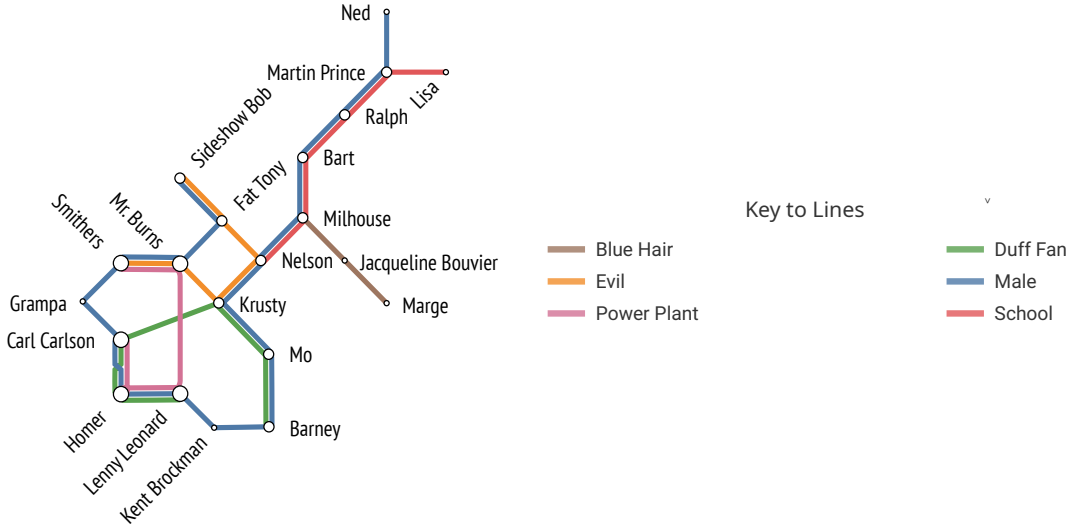 Ned
Martin Prince
Lisa
Sideshow Bob
Ralph
Fat Tony
Bart
Smithers
Mr. Burns
Milhouse
Nelson
Jacqueline Bouvier
Grampa
Krusty
Marge
Carl Carlson
Mo
Homer
Lenny Leonard
Kent Brockman
Barney
Key to Lines
v
Blue Hair
Duff Fan
Evil
Male
Power Plant
School